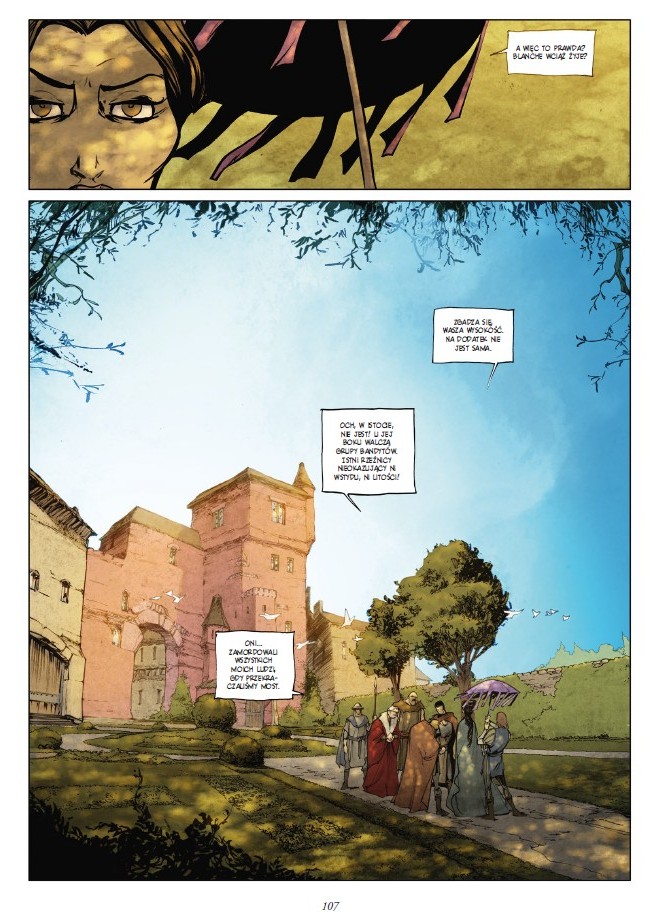 A WIĘC TO PRAWDA?
BLANCHE WCIĄŻ ŻYJE?
ZGADZA SIĘ,
WASZA WYSOKOŚĆ.
NA DODATEK NIE
JEST SAMA.
OCH, W ISTOCIE,
NIE JEST! U JEJ
BOKU WALCZĄ
GRUPY BANDYTÓW.
ISTNI RZEŹNICY
NIEOKAZUJĄCY NI
WSTYDU, NI LITOŚCI!
ONI...
ZAMORDOWALI
WSZYSTKICH
MOICH LUDZI,
GDY PRZEKRA-
CZALIŚMY MOST.
107